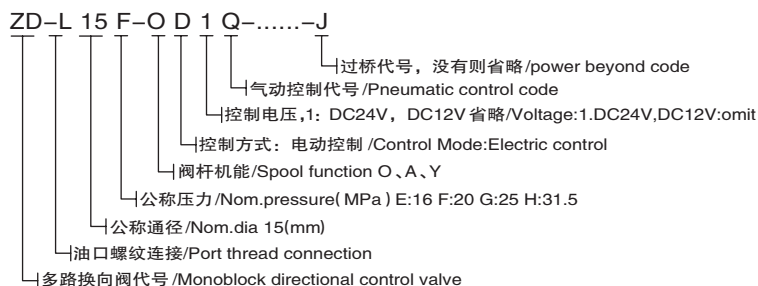 ZD-L 15 F-O D 1 Q-……-J
过桥代号，没有则省略/power beyond code
气动控制代号/Pneumatic control code
控制电压,1: DC24V，DC12V省略/Voltage:1.DC24V,DC12V:omit
控制方式：电动控制/Control Mode:Electric control
阀杆机能/Spool function O、A、Y
公称压力/Nom.pressure(MPa) E:16 F:20 G:25 H:31.5
公称通径/Nom.dia 15(mm)
油口螺纹连接/Port thread connection
多路换向阀代号/Monoblock directional control valve